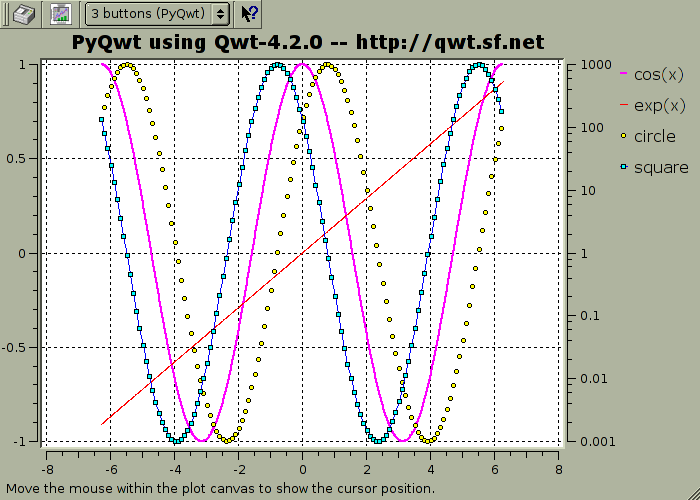 3 buttons (PyQwt)
PyQwt using Qwt-4.2.0 -- http://qwt.sf.net
1
0.5
0
-0.5
-1
1000
100
10
1
0.1
0.01
0.001
cos(x)
exp(x)
circle
square
-8 -6 -4 -2 0 2 4 6 8
Move the mouse within the plot canvas to show the cursor position.